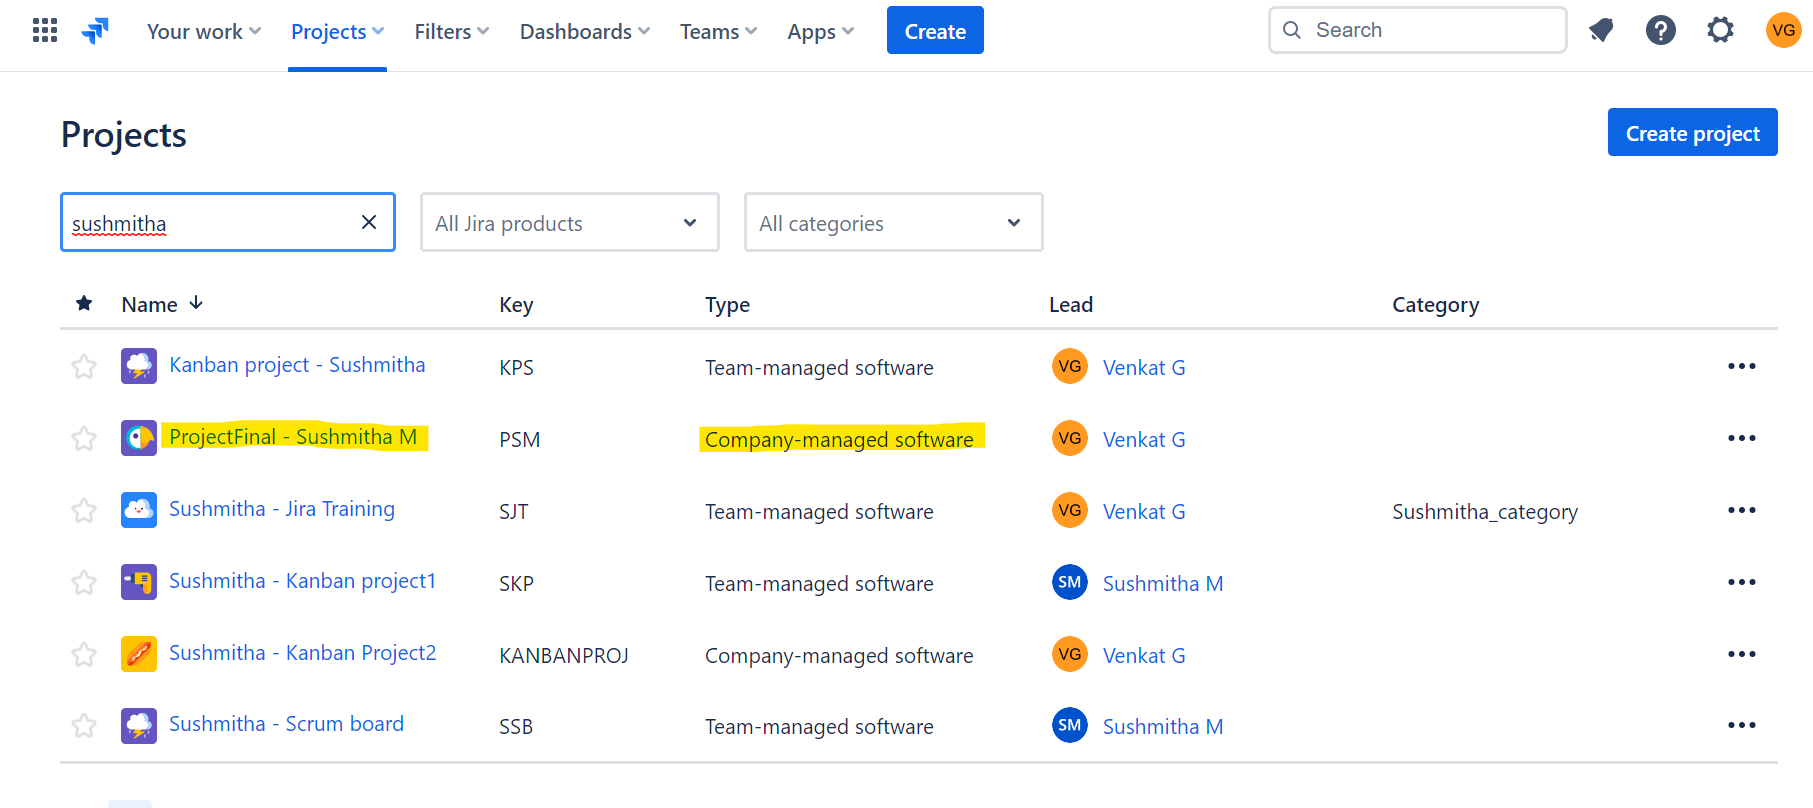 Your work Projects Filters Dashboards Teams Apps Create Search VG
Projects Create project
sushmitha All Jira products All categories
Name Key Type Lead Category
Kanban project - Sushmitha KPS Team-managed software VG Venkat G
ProjectFinal - Sushmitha M PSM Company-managed software VG Venkat G
Sushmitha - Jira Training SJT Team-managed software VG Venkat G Sushmitha_category
Sushmitha - Kanban project1 SKP Team-managed software SM Sushmitha M
Sushmitha - Kanban Project2 KANBANPROJ Company-managed software VG Venkat G
Sushmitha - Scrum board SSB Team-managed software SM Sushmitha M